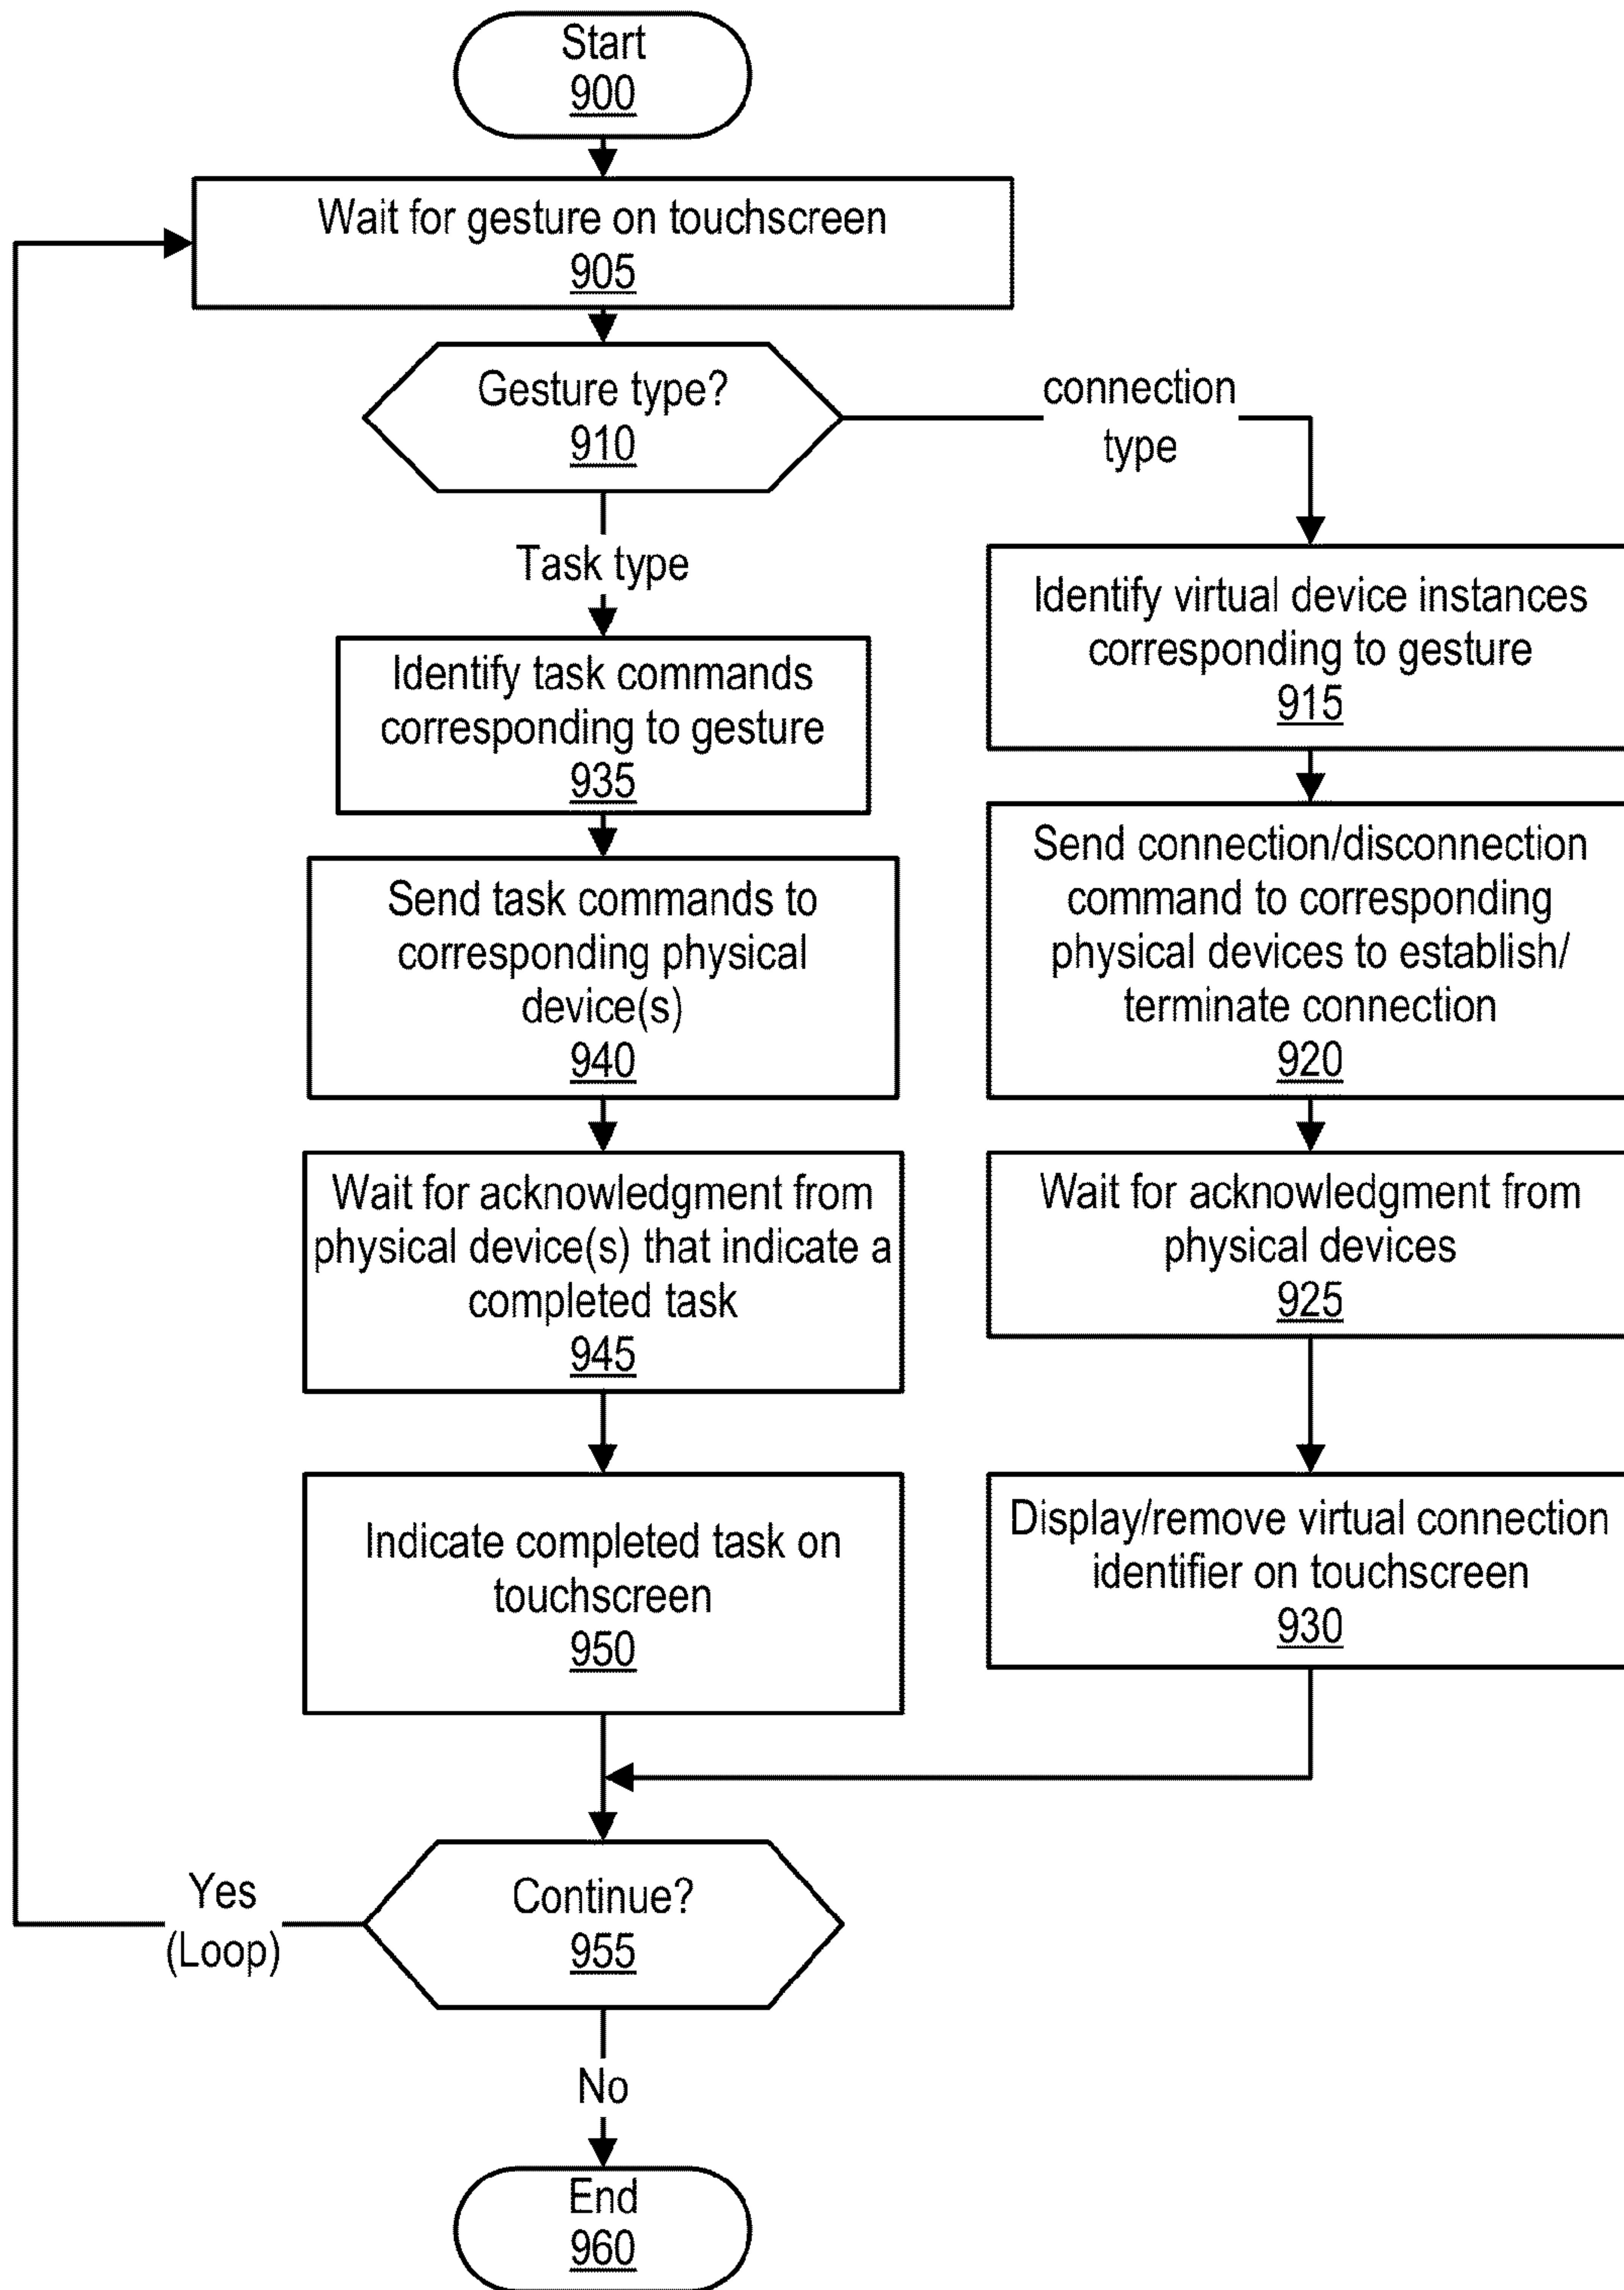 Start
900
Wait for gesture on touchscreen
905
Gesture type?
910
connection
type
Task type
Identify task commands
corresponding to gesture
935
Send task commands to
corresponding physical
device(s)
940
Wait for acknowledgment from
physical device(s) that indicate a
completed task
945
Indicate completed task on
touchscreen
950
Identify virtual device instances
corresponding to gesture
915
Send connection/disconnection
command to corresponding
physical devices to establish/
terminate connection
920
Wait for acknowledgment from
physical devices
925
Display/remove virtual connection
identifier on touchscreen
930
Continue?
955
Yes
(Loop)
No
End
960